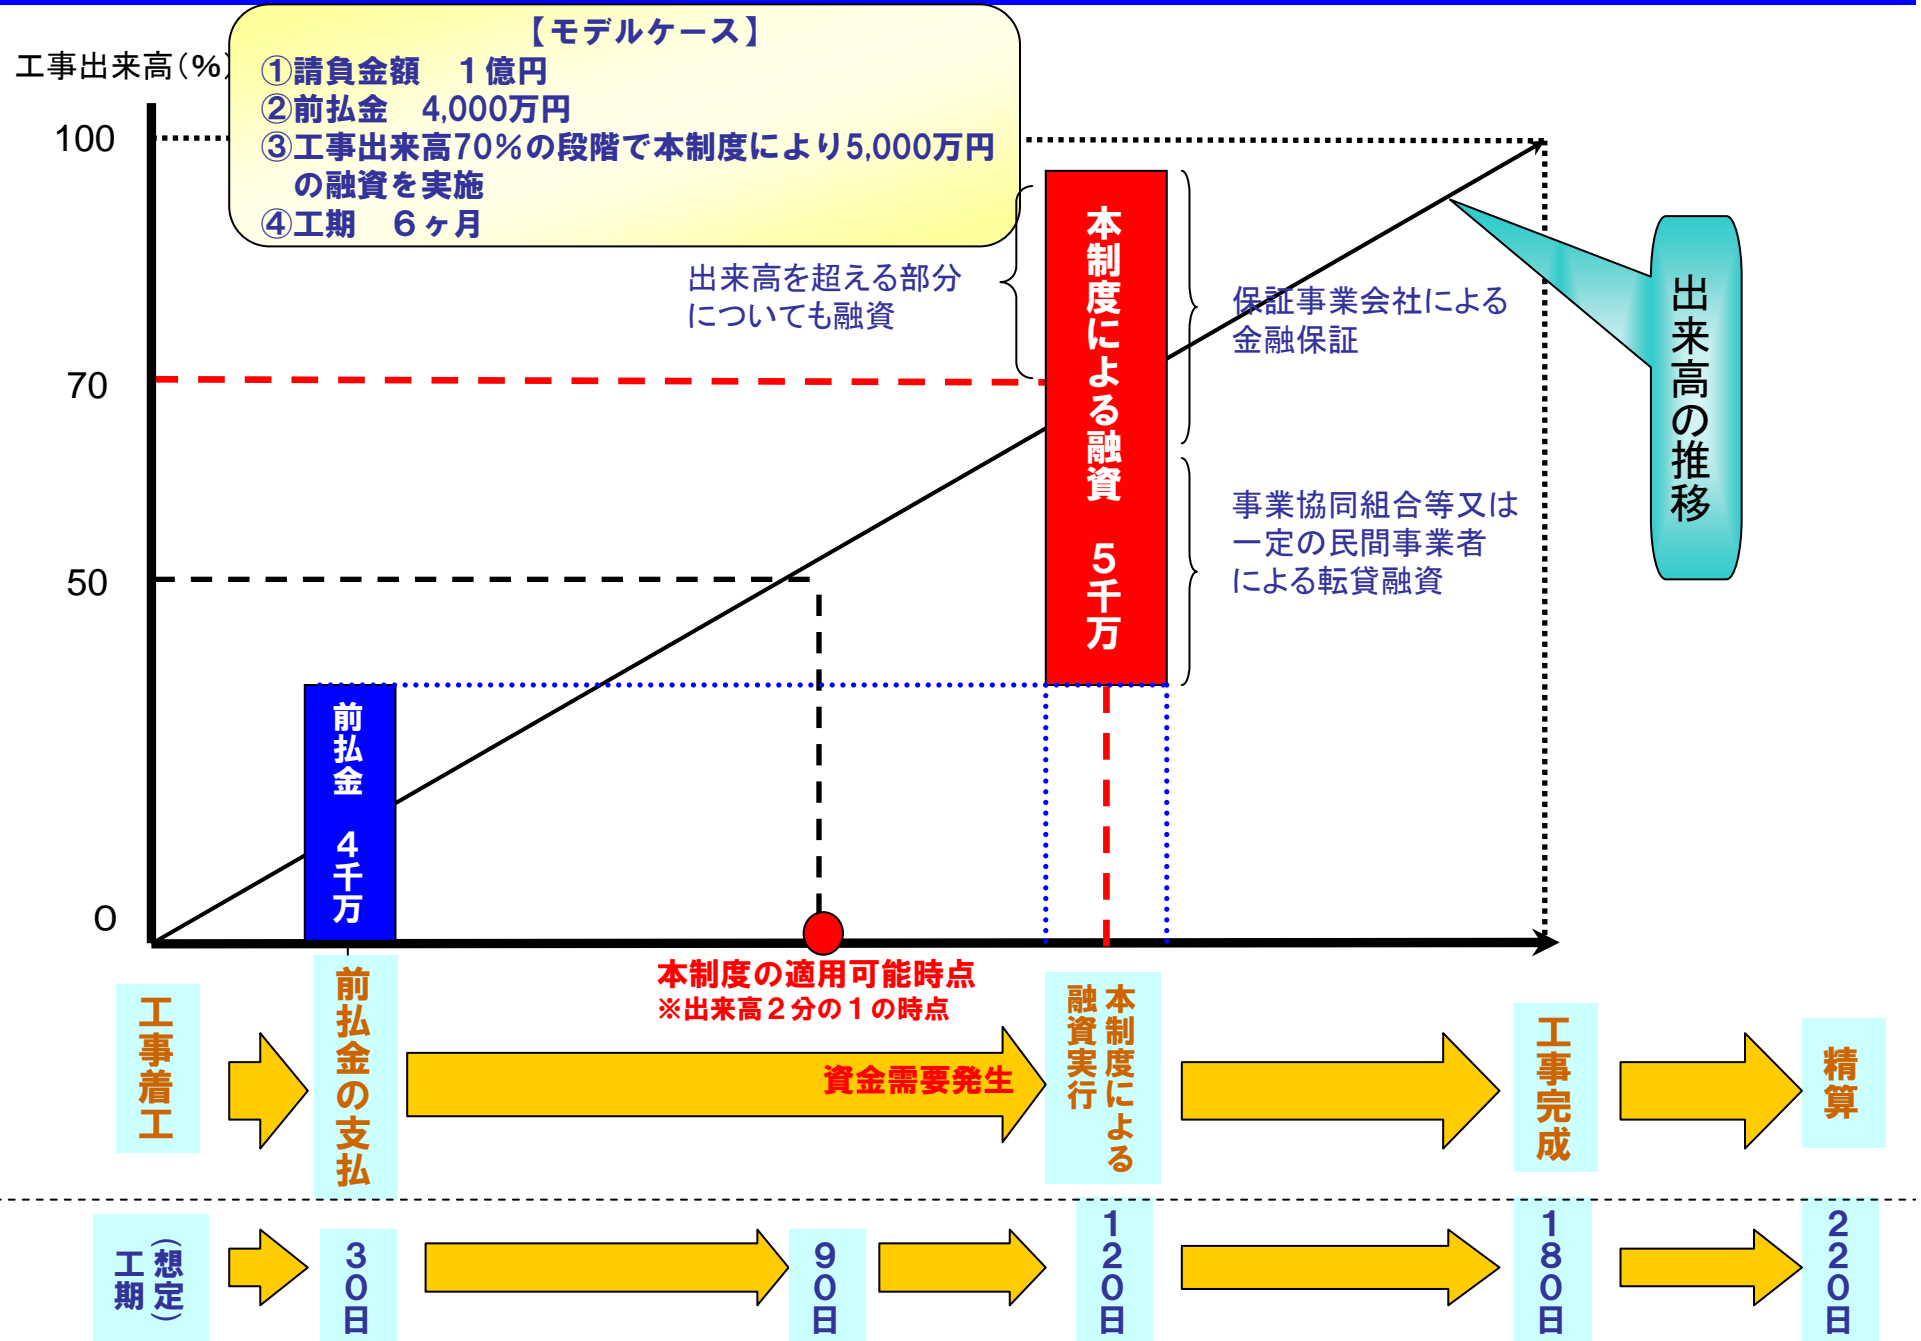 【モデルケース】
①請負金額　１億円
②前払金　4,000万円
③工事出来高70％の段階で本制度により5,000万円
の融資を実施
④工期　６ヶ月
工事出来高(％)
100
70
50
0
出来高を超える部分
についても融資
本制度による融資　５千万
保証事業会社による
金融保証
事業協同組合等又は
一定の民間事業者
による転貸融資
出来高の推移
前払金　４千万
本制度の適用可能時点
※出来高２分の１の時点
工事着工
前払金の支払
資金需要発生
本制度による
融資実行
工事完成
精算
（想定）
工期
３０日
９０日
１２０日
１８０日
２２０日